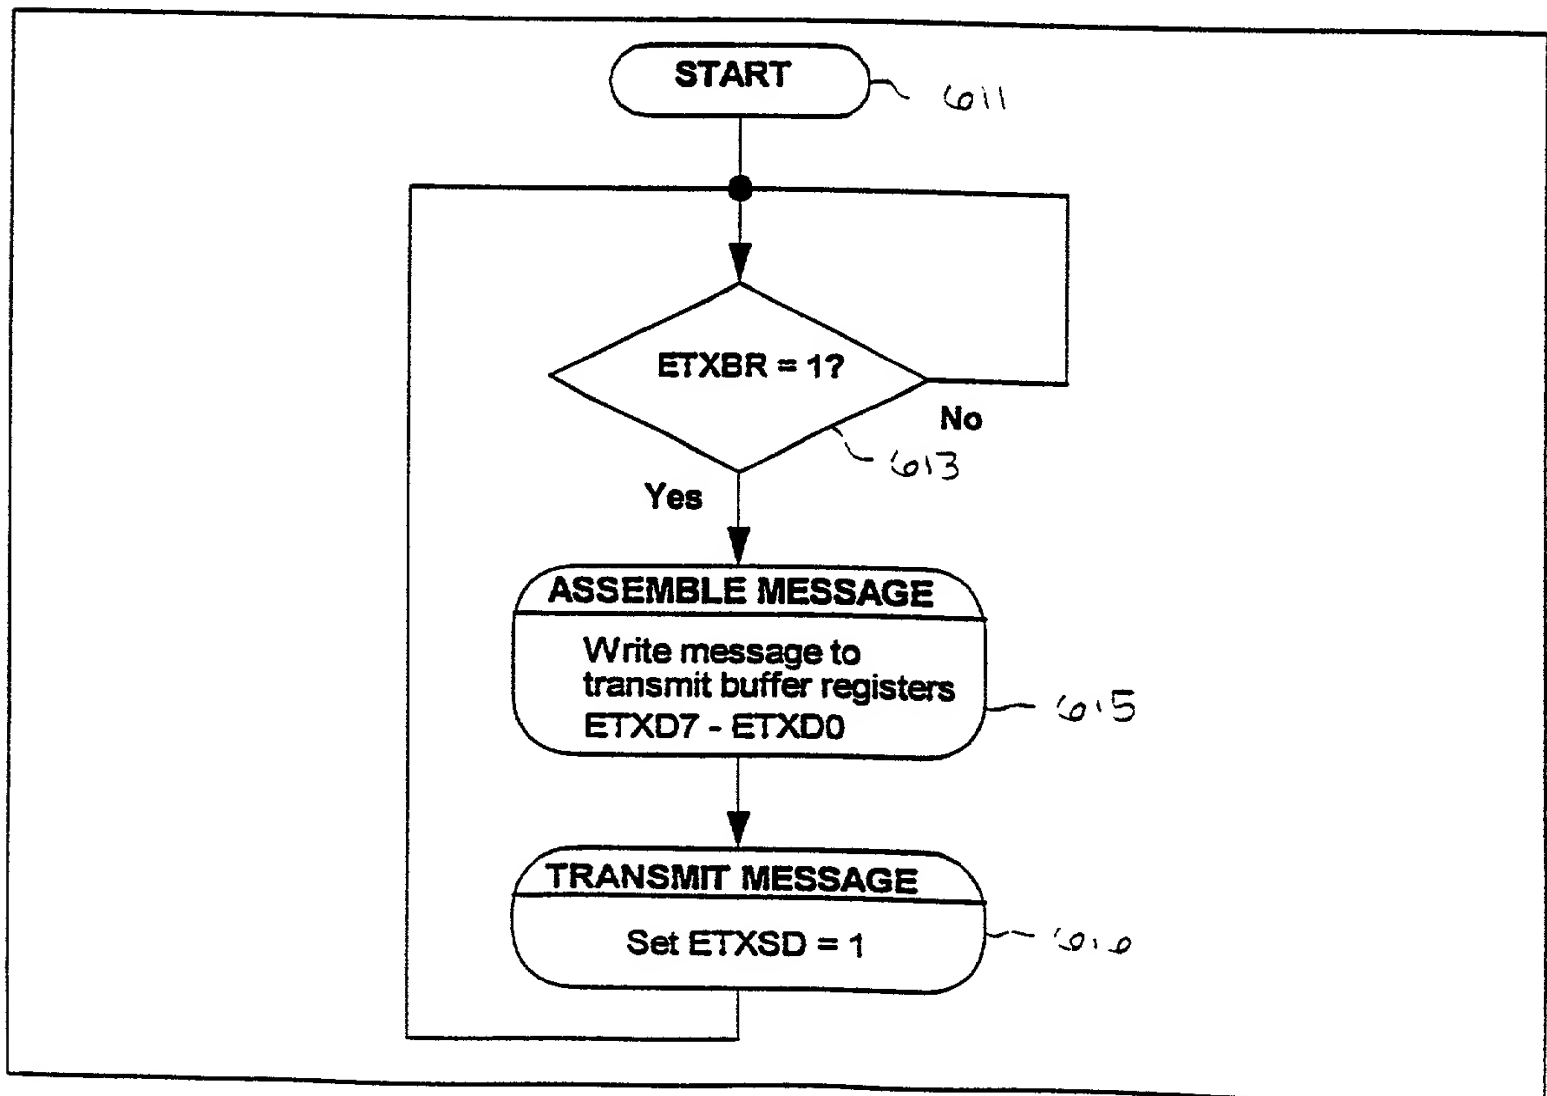 START
611
ETXBR = 1?
No
613
Yes
ASSEMBLE MESSAGE
Write message to
transmit buffer registers
ETXD7 - ETXD0
615
TRANSMIT MESSAGE
Set ETXSD = 1